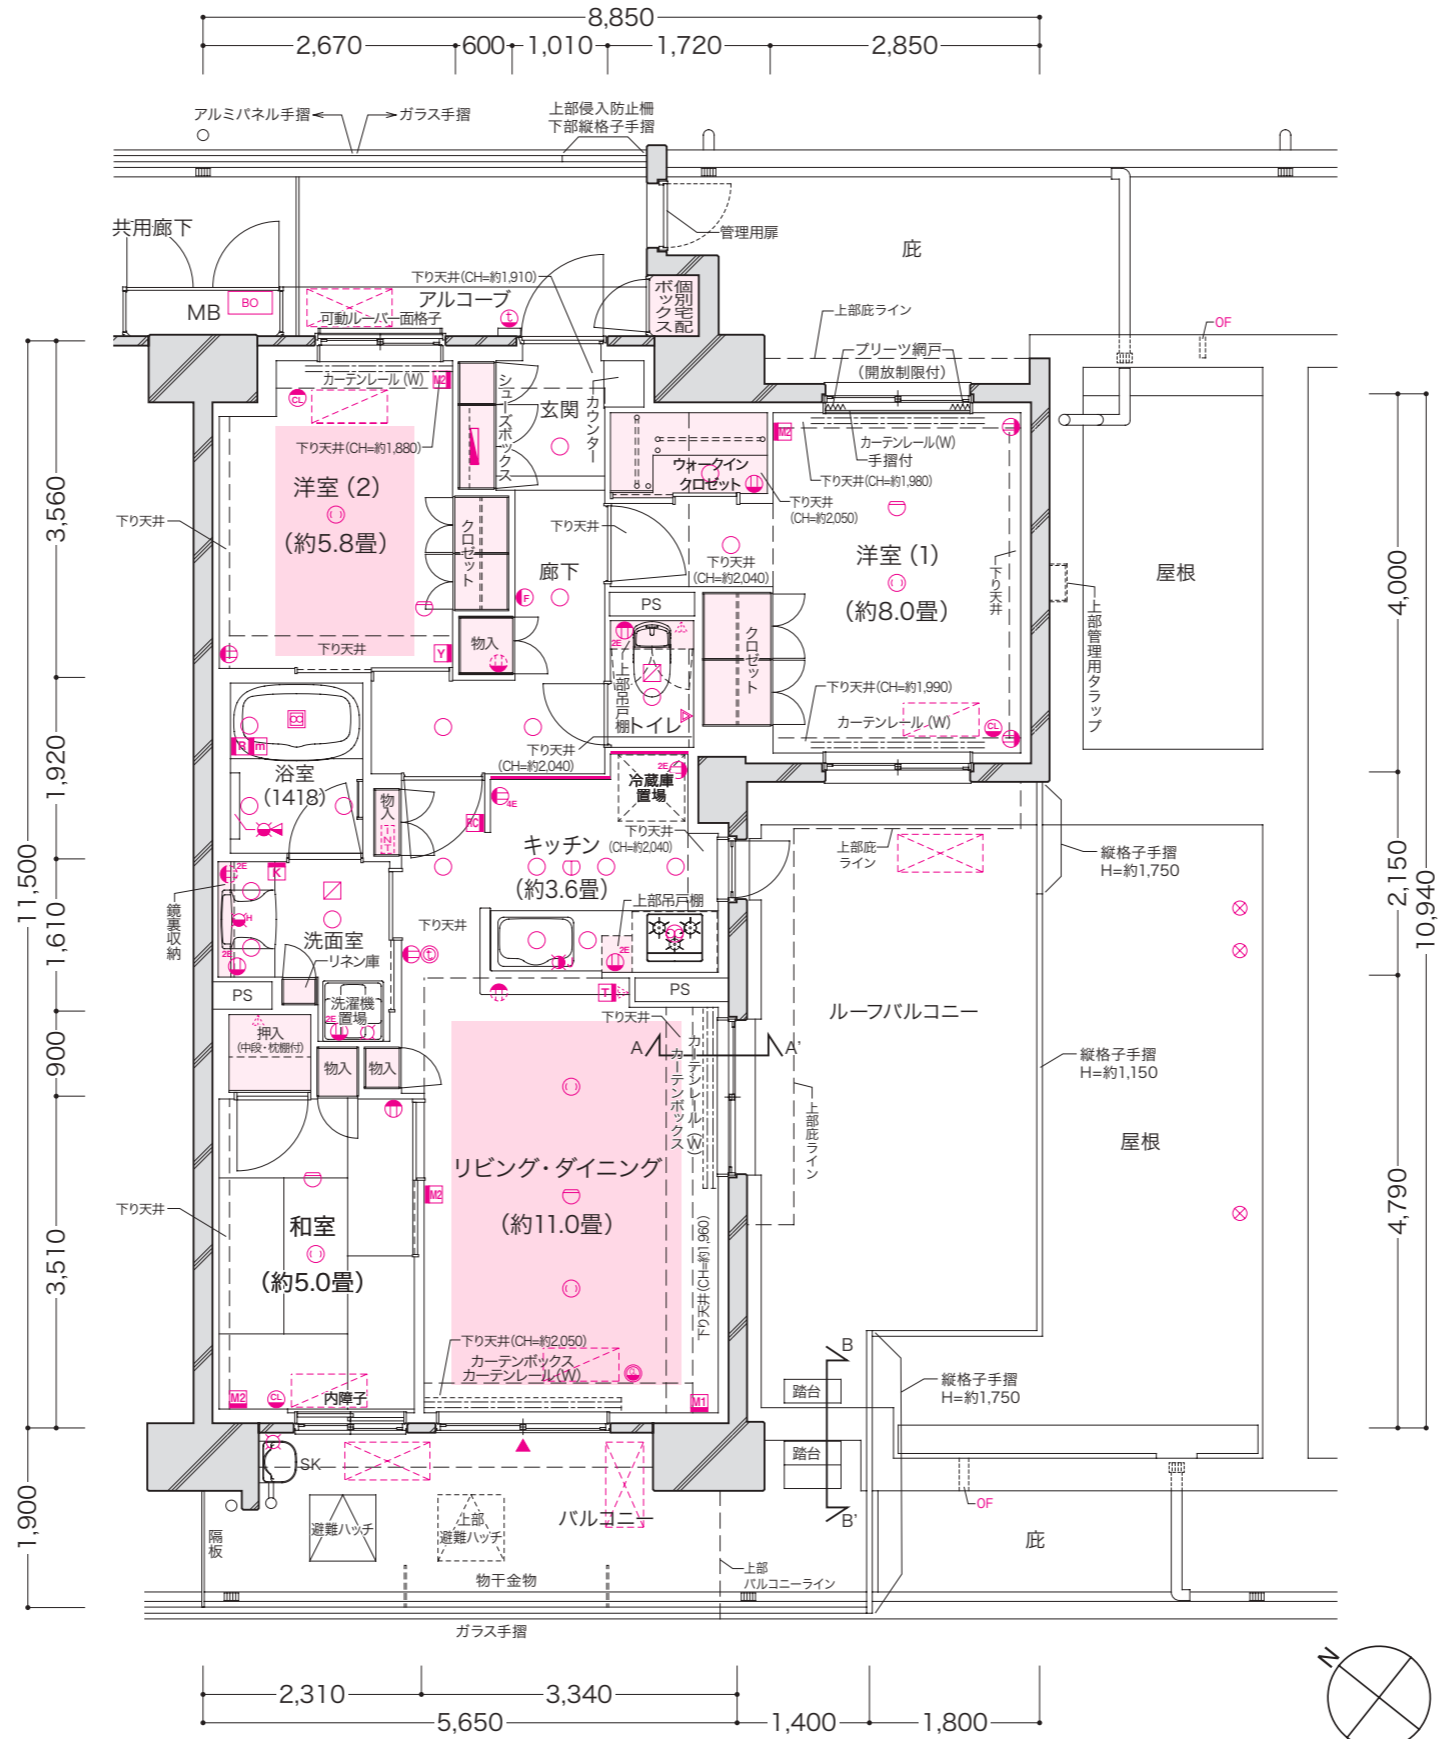 8,850
2,670
600
1,010
1,720
2,850
アルミパネル手摺
ガラス手摺
上部侵入防止柵
下部縦格子手摺
共用廊下
管理用扉
庇
下り天井(CH=約1,910)
アルコーブ
個別宅配
ボックス
MB
BO
可動ルーバー面格子
t
上部庇ライン
OF
プリーツ網戸
(開放制限付)
カーテンレール(W)
M2
CL
シューズボックス
玄関
カウンター
下り天井(CH=約1,880)
洋室(2)
(約5.8畳)
下り天井
クロゼット
ウォークイン
クロゼット
M2
カーテンレール(W)
手摺付
下り天井(CH=約1,980)
下り天井
(CH=約2,050)
洋室(1)
(約8.0畳)
下り天井
下り天井
下り天井
(CH=約2,040)
廊下
F
PS
屋根
上部管理用タラップ
物入
下り天井
Y
2E
上部吊戸棚
トイレ
クロゼット
下り天井(CH=約1,990)
カーテンレール(W)
CL
3,560
1,920
1,610
900
3,510
11,500
1,900
4,000
2,150
4,790
10,940
浴室
(1418)
R
m
下り天井
(CH=約2,040)
2E
冷蔵庫
置場
物入
INT
RC
4E
キッチン
(約3.6畳)
下り天井
(CH=約2,040)
上部庇
ライン
縦格子手摺
H=約1,750
2E
K
H
2E
鏡裏収納
洗面室
リネン庫
下り天井
t
上部吊戸棚
2E
PS
洗濯機
置場
2E
T
PS
下り天井
ルーフバルコニー
押入
(中段・枕棚付)
物入
物入
A
A'
カーテンレール(W)
カーテンボックス
縦格子手摺
H=約1,150
上部庇ライン
屋根
リビング・ダイニング
(約11.0畳)
M2
下り天井
和室
(約5.0畳)
下り天井(CH=約1,960)
下り天井(CH=約2,050)
カーテンボックス
カーテンレール(W)
M2
CL
内障子
M1
B
踏台
縦格子手摺
H=約1,750
踏台
B'
SK
OF
バルコニー
隔板
避難ハッチ
上部
避難ハッチ
庇
物干金物
上部
バルコニーライン
ガラス手摺
N
2,310
3,340
5,650
1,400
1,800